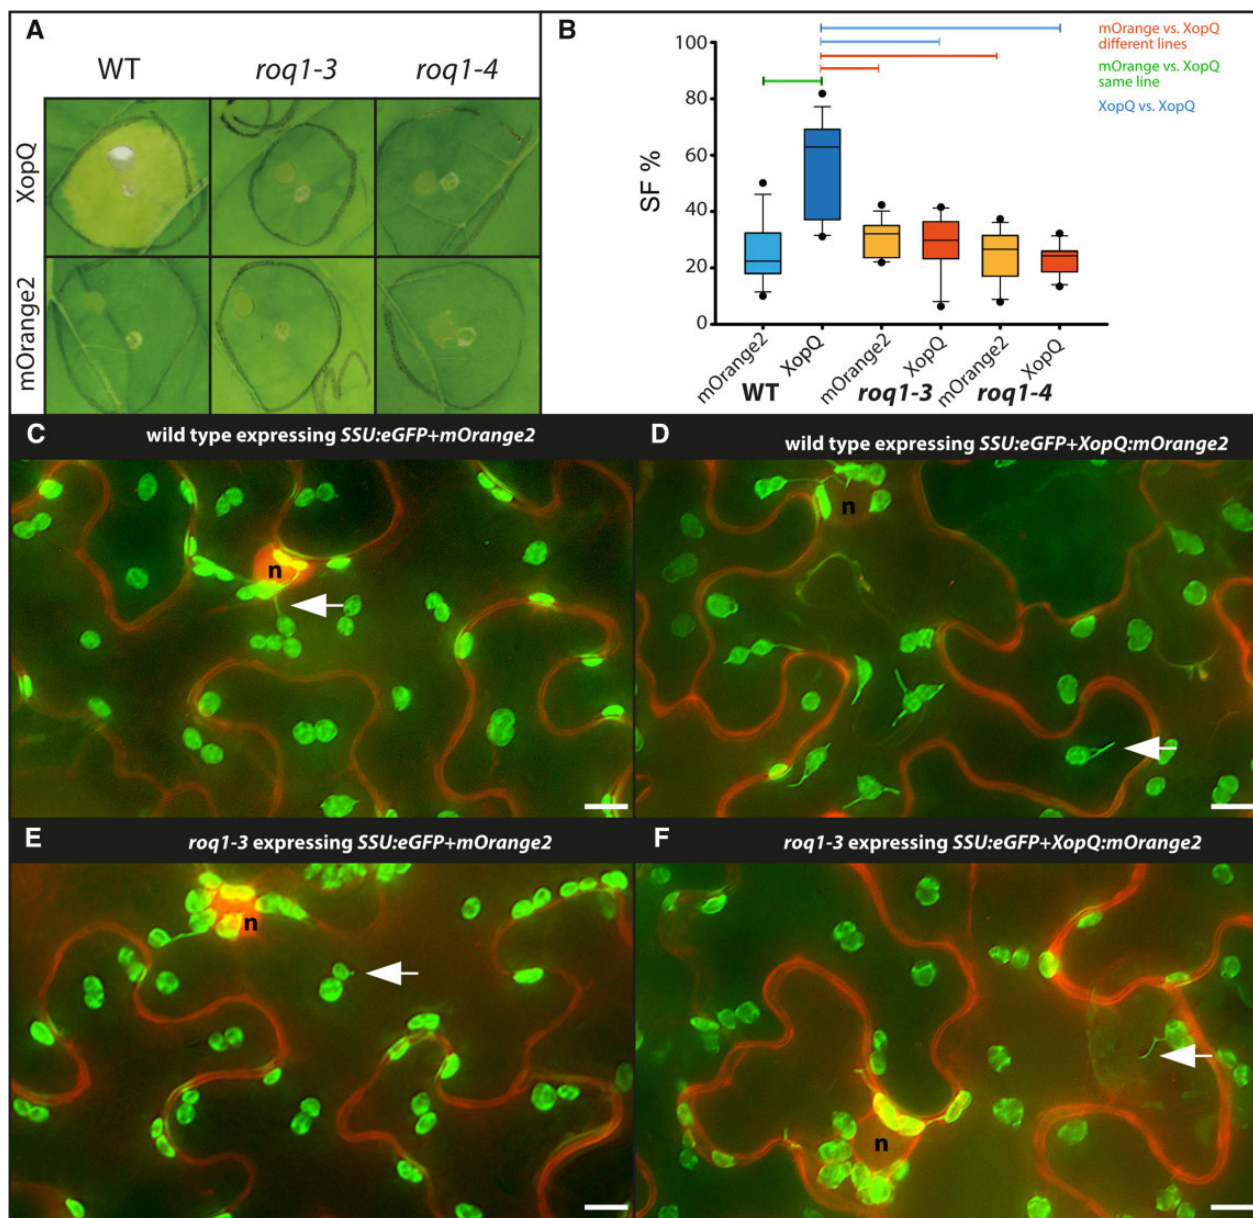 A
WT
roq1-3
roq1-4
XopQ
mOrange2
B
mOrange vs. XopQ
different lines
mOrange vs. XopQ
same line
XopQ vs. XopQ
SF %
100
80
60
40
20
0
mOrange2
XopQ
mOrange2
XopQ
mOrange2
XopQ
WT
roq1-3
roq1-4
C
wild type expressing SSU:eGFP+mOrange2
n
D
wild type expressing SSU:eGFP+XopQ:mOrange2
n
E
roq1-3 expressing SSU:eGFP+mOrange2
n
F
roq1-3 expressing SSU:eGFP+XopQ:mOrange2
n